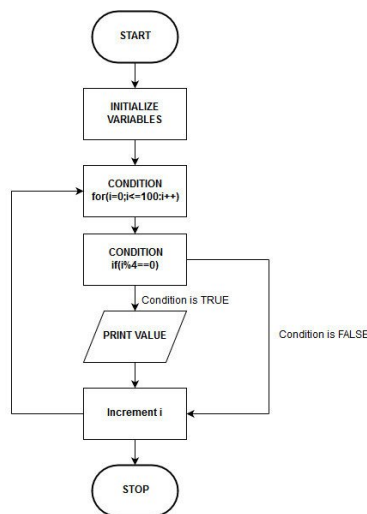 START
INITIALIZE
VARIABLES
CONDITION
for(i=0;i<=100:i++)
CONDITION
if(i%4==0)
Condition is TRUE
PRINT VALUE
Condition is FALSE
Increment i
STOP